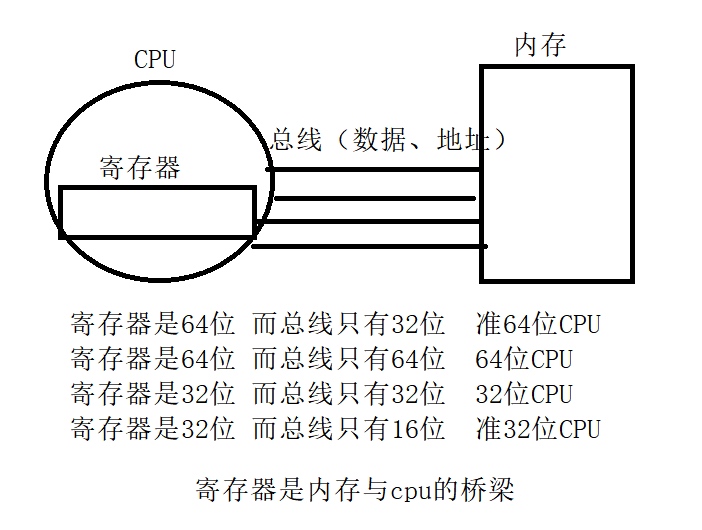 CPU
内存
总线（数据、地址）
寄存器
寄存器是64位 而总线只有32位 准64位CPU
寄存器是64位 而总线只有64位 64位CPU
寄存器是32位 而总线只有32位 32位CPU
寄存器是32位 而总线只有16位 准32位CPU
寄存器是内存与cpu的桥梁